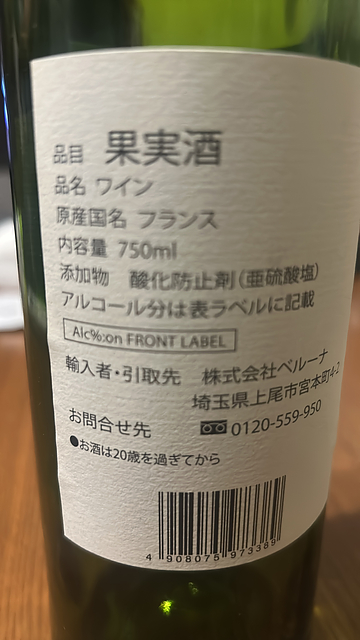 品目 果実酒
品名 ワイン
原産国名 フランス
内容量 750ml
添加物 酸化防止剤(亜硫酸塩)
アルコール分は表ラベルに記載
Alc%:on FRONT LABEL
輸入者・引取先 株式会社ベルーナ
埼玉県上尾市宮本町4-2
お問合せ先 0120-559-950
●お酒は20歳を過ぎてから
4 908075 973389